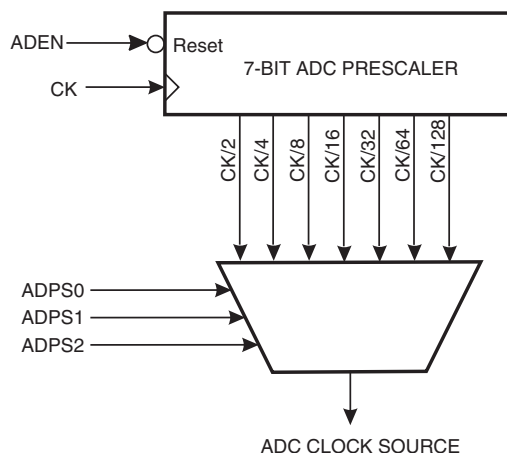 ADEN
Reset
7-BIT ADC PRESCALER
CK
CK/2
CK/4
CK/8
CK/16
CK/32
CK/64
CK/128
ADPS0
ADPS1
ADPS2
ADC CLOCK SOURCE